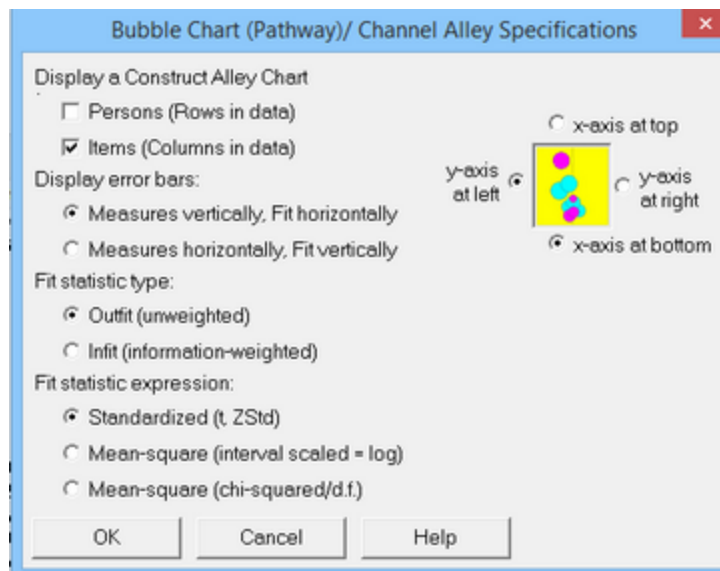 Bubble Chart (Pathway)/ Channel Alley Specifications
Display a Construct Alley Chart
Persons (Rows in data)
Items (Columns in data)
Display error bars:
Measures vertically, Fit horizontally
Measures horizontally, Fit vertically
Fit statistic type:
Outfit (unweighted)
Infit (information-weighted)
Fit statistic expression:
Standardized (t, ZStd)
Mean-square (interval scaled = log)
Mean-square (chi-squared/d.f.)
x-axis at top
y-axis
at left
y-axis
at right
x-axis at bottom
OK
Cancel
Help